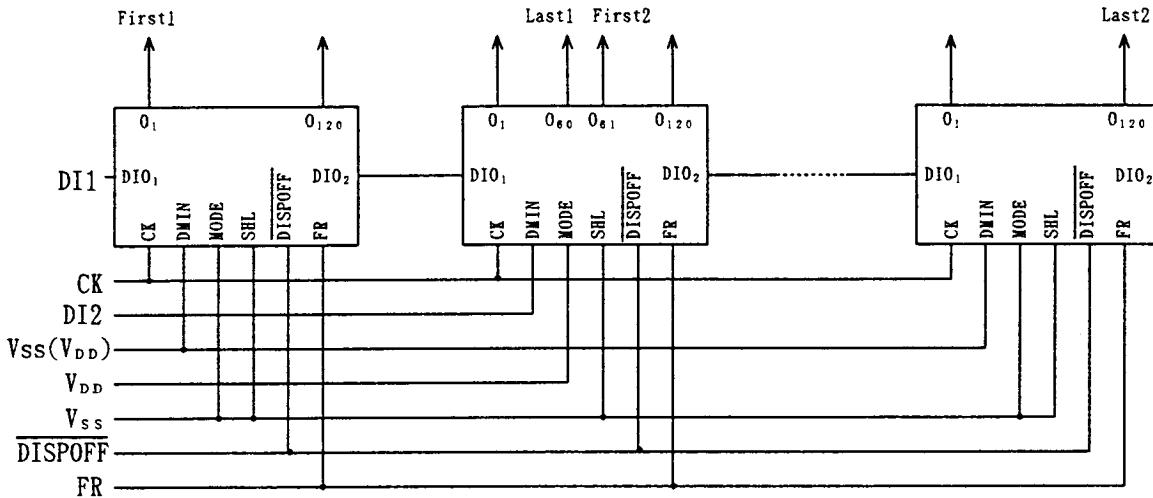 First1 Last1 First2 Last2
O₁ O₁₂₀ O₁ O₆₀ O₆₁ O₁₂₀ O₁ O₁₂₀
DI1 DIO₁ DIO₂ DIO₁ DIO₂ DIO₁ DIO₂
CK DMIN MODE SHL DISPOFF FR CK DMIN MODE SHL DISPOFF FR CK DMIN MODE SHL DISPOFF FR
CK
DI2
VSS(VDD)
VDD
VSS
DISPOFF
FR